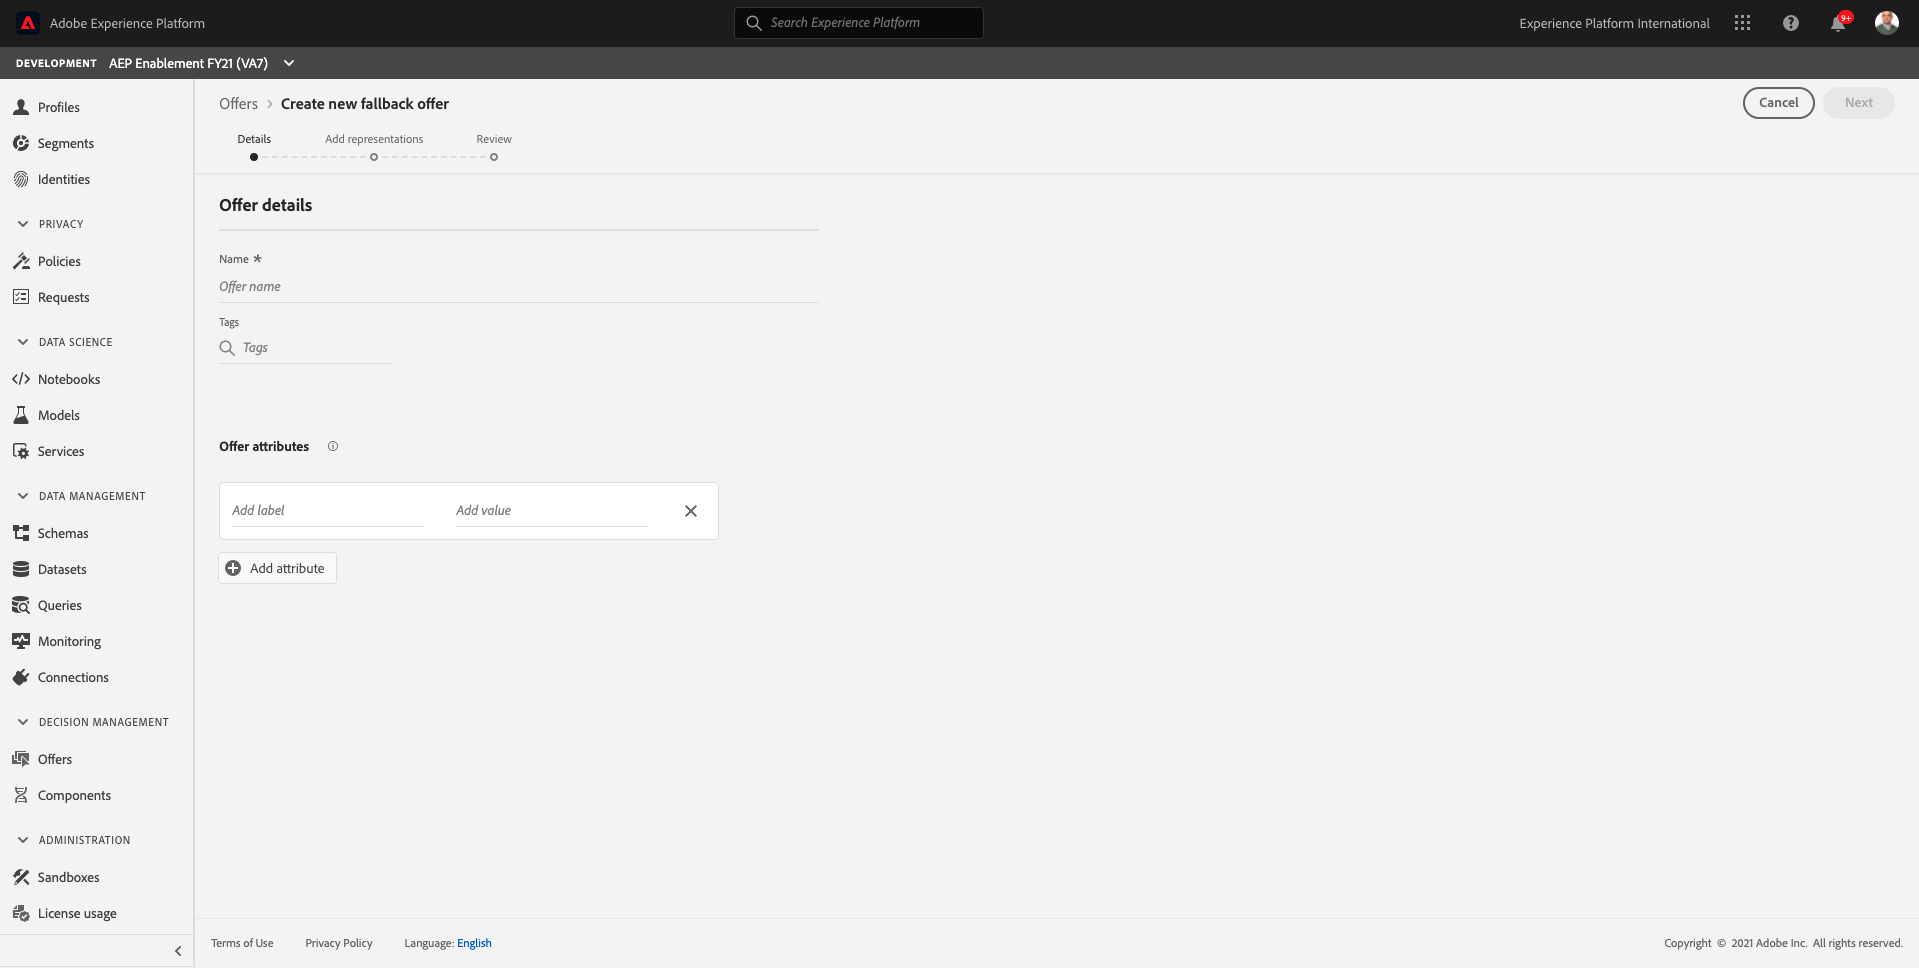 Adobe Experience Platform
Search Experience Platform
Experience Platform International
9+
DEVELOPMENT AEP Enablement FY21 (VA7)
Profiles
Segments
Identities
PRIVACY
Policies
Requests
DATA SCIENCE
Notebooks
Models
Services
DATA MANAGEMENT
Schemas
Datasets
Queries
Monitoring
Connections
DECISION MANAGEMENT
Offers
Components
ADMINISTRATION
Sandboxes
License usage
Offers > Create new fallback offer
Cancel
Next
Details
Add representations
Review
Offer details
Name *
Offer name
Tags
Tags
Offer attributes
Add label
Add value
Add attribute
Terms of Use
Privacy Policy
Language: English
Copyright © 2021 Adobe Inc. All rights reserved.